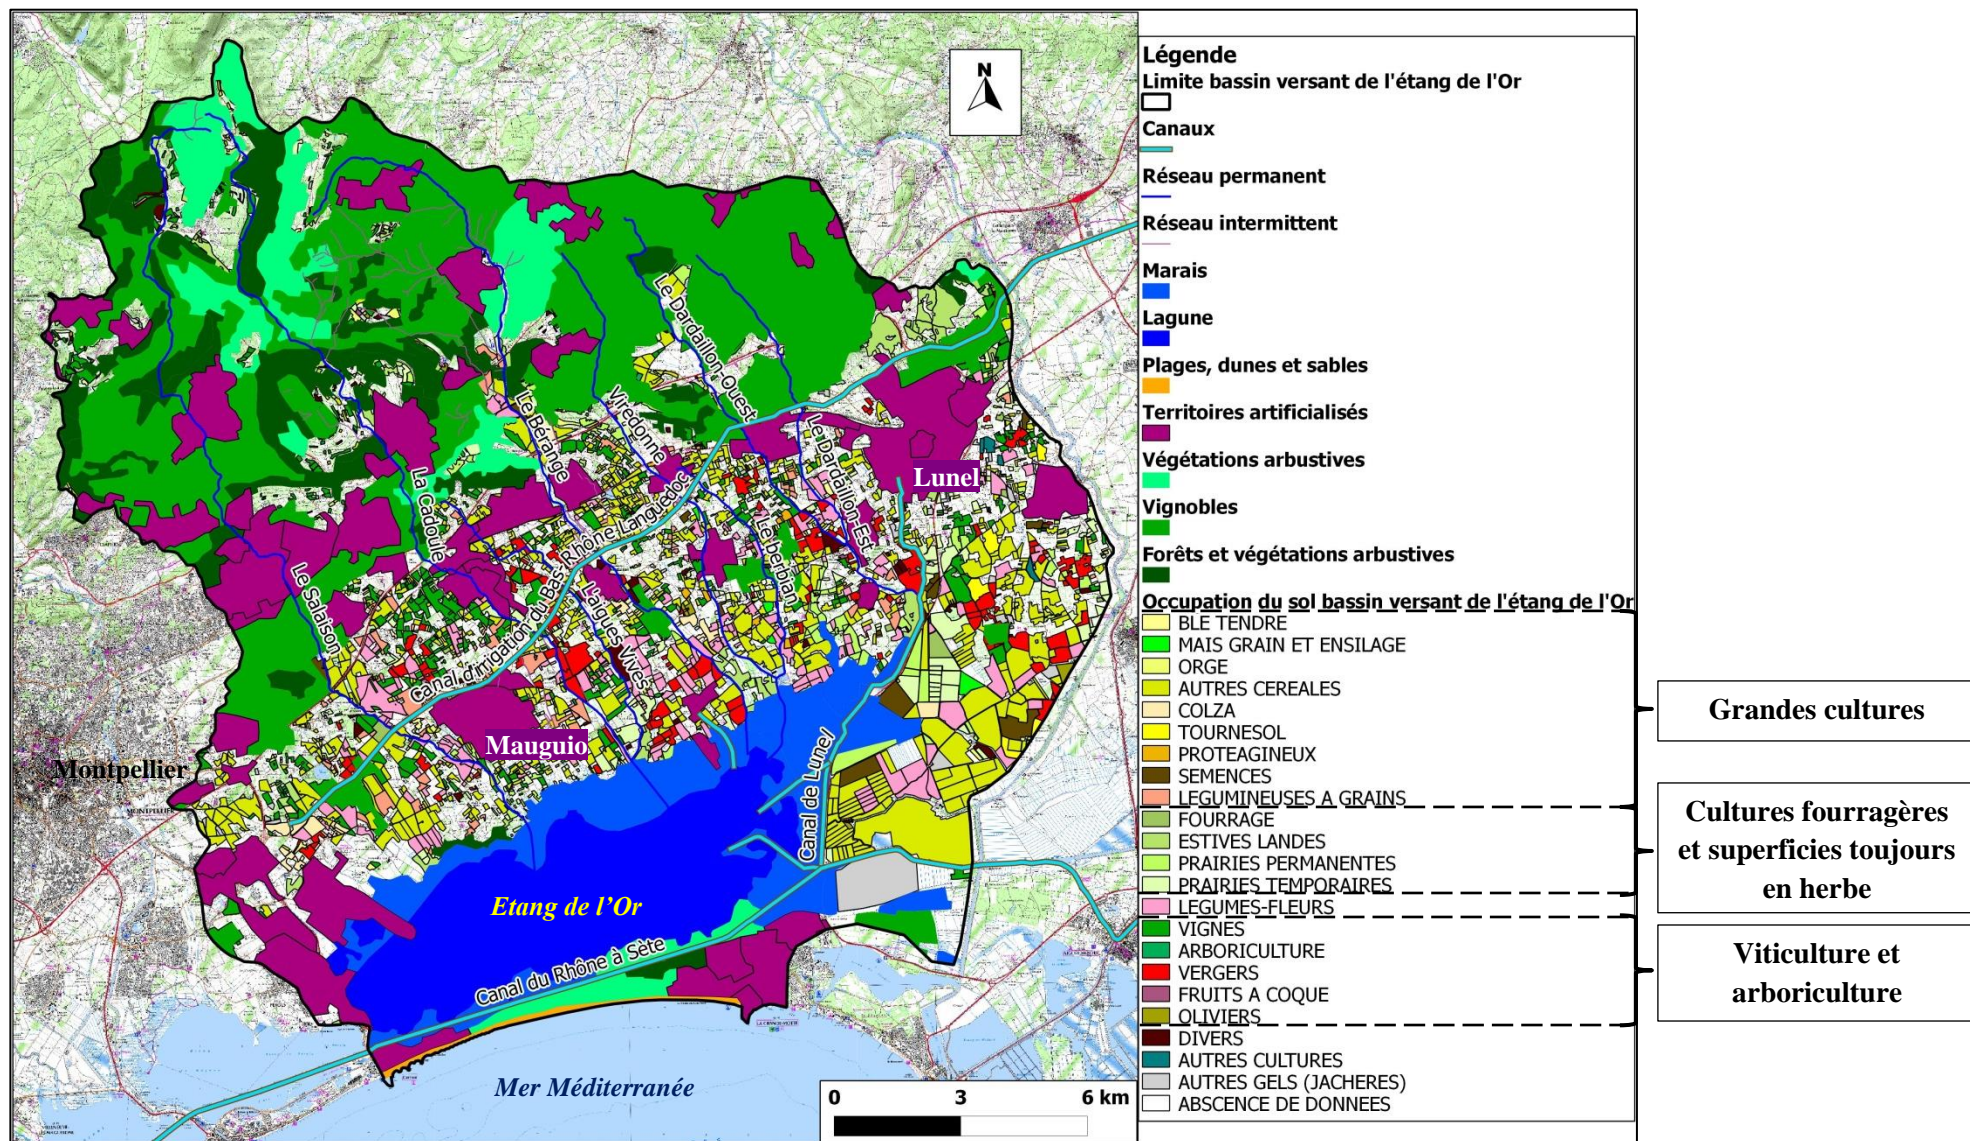 N
Légende
Limite bassin versant de l'étang de l'Or
Canaux
Réseau permanent
Réseau intermittent
Marais
Lagune
Plages, dunes et sables
Territoires artificialisés
Végétations arbustives
Vignobles
Forêts et végétations arbustives
Occupation du sol bassin versant de l'étang de l'Or
BLE TENDRE
MAIS GRAIN ET ENSILAGE
ORGE
AUTRES CEREALES
COLZA
TOURNESOL
PROTEAGINEUX
SEMENCES
LEGUMINEUSES A GRAINS
FOURRAGE
ESTIVES LANDES
PRAIRIES PERMANENTES
PRAIRIES TEMPORAIRES
LEGUMES-FLEURS
VIGNES
ARBORICULTURE
VERGERS
FRUITS A COQUE
OLIVIERS
DIVERS
AUTRES CULTURES
AUTRES GELS (JACHERES)
ABSCENCE DE DONNEES
Grandes cultures
Cultures fourragères
et superficies toujours
en herbe
Viticulture et
arboriculture
Le Dardaillon-Ouest
Viredonne
Le Bérange
Le Dardaillon-Est
La Cadoule
Lunel
Canal d'irrigation du Bas-Rhône Languedoc
Le Berbian
Le Salaison
Laigues Vives
Mauguio
Montpellier
MONTPELLIER
Canal de Lunel
Etang de l'Or
Canal du Rhône à Sète
Mer Méditerranée
0 3 6 km